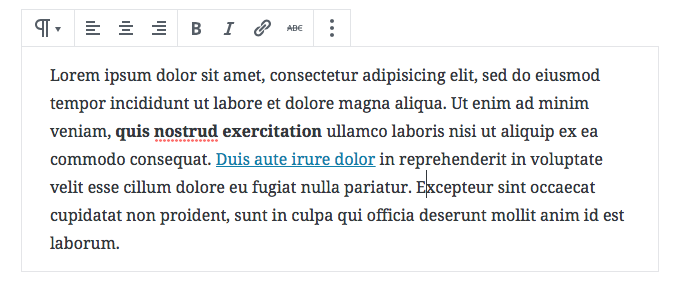 B I ABC
Lorem ipsum dolor sit amet, consectetur adipisicing elit, sed do eiusmod
tempor incididunt ut labore et dolore magna aliqua. Ut enim ad minim
veniam, quis nostrud exercitation ullamco laboris nisi ut aliquip ex ea
commodo consequat. Duis aute irure dolor in reprehenderit in voluptate
velit esse cillum dolore eu fugiat nulla pariatur. Excepteur sint occaecat
cupidatat non proident, sunt in culpa qui officia deserunt mollit anim id est
laborum.